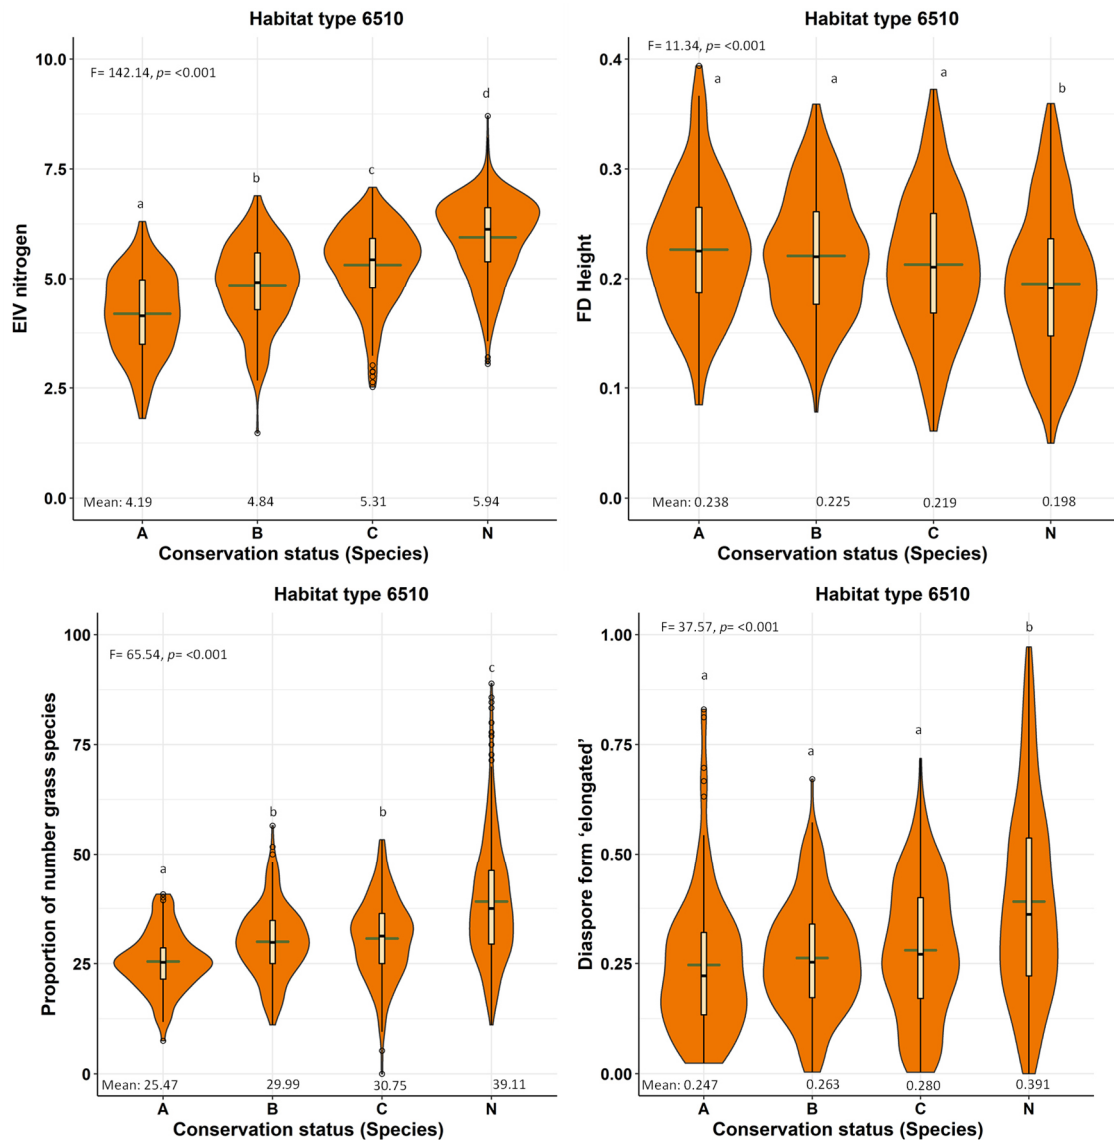 Habitat type 6510
F= 142.14, p= <0.001
EIV nitrogen
10.0
7.5
5.0
2.5
0.0
a
b
c
d
Mean: 4.19 4.84 5.31 5.94
A B C N
Conservation status (Species)
Habitat type 6510
F= 11.34, p= <0.001
FD Height
0.4
0.3
0.2
0.1
0.0
a
a
a
b
Mean: 0.238 0.225 0.219 0.198
A B C N
Conservation status (Species)
Habitat type 6510
F= 65.54, p= <0.001
Proportion of number grass species
100
75
50
25
0
a
b
b
c
Mean: 25.47 29.99 30.75 39.11
A B C N
Conservation status (Species)
Habitat type 6510
F= 37.57, p= <0.001
Diaspore form ‘elongated’
1.00
0.75
0.50
0.25
0.00
a
a
a
b
Mean: 0.247 0.263 0.280 0.391
A B C N
Conservation status (Species)